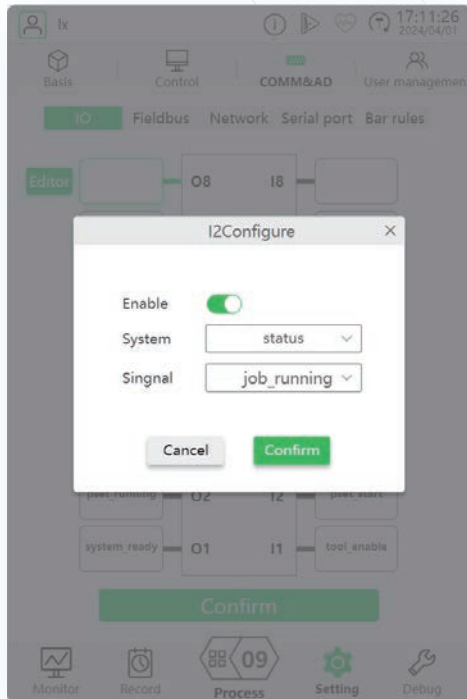 lx 17:11:26
2024/04/01
Basis Control COMM&AD User managemen
IO Fieldbus Network Serial port Bar rules
Editor O8 I8
I2Configure
Enable
System status
Singnal job_running
Cancel Confirm
pset_running O2 I2 pset_start
system_ready O1 I1 tool_enable
Confirm
09
Monitor Record Process Setting Debug